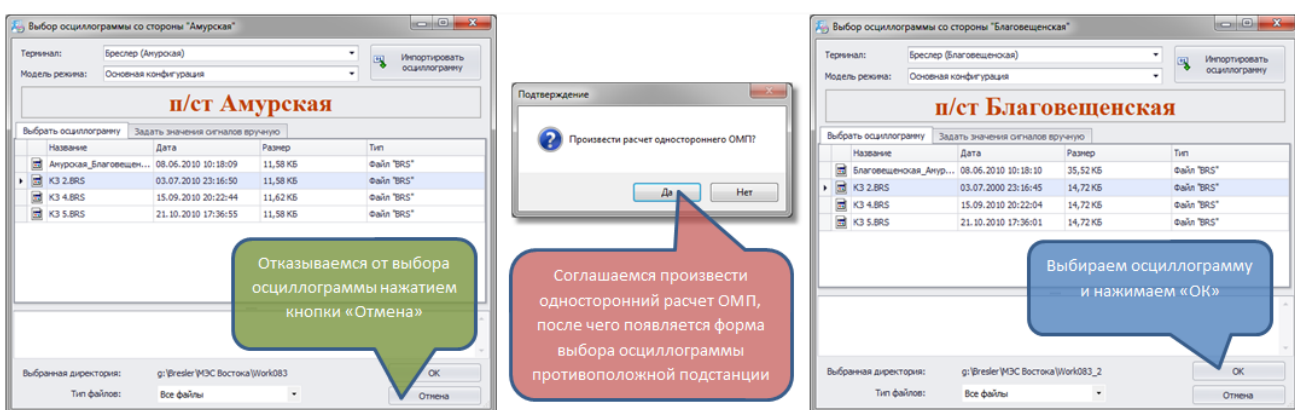 Выбор осциллограммы со стороны "Амурская"
Терминал: Бреслер (Амурская)
Импортировать осциллограмму
Модель режима: Основная конфигурация
п/ст Амурская
Выбрать осциллограмму Задать значения сигналов вручную
Название Дата Размер Тип
Амурская_Благовещен... 08.06.2010 10:18:09 11,58 КБ Файл "BRS"
КЗ 2.BRS 03.07.2010 23:16:50 11,58 КБ Файл "BRS"
КЗ 4.BRS 15.09.2010 20:22:44 11,62 КБ Файл "BRS"
КЗ 5.BRS 21.10.2010 17:36:55 11,58 КБ Файл "BRS"
Отказываемся от выбора
осциллограммы нажатием
кнопки «Отмена»
Выбранная директория: g:\Bresler\МЭС Востока\Work083
ОК
Тип файлов: Все файлы
Отмена
Подтверждение
Произвести расчет одностороннего ОМП?
Да Нет
Соглашаемся произвести
односторонний расчет ОМП,
после чего появляется форма
выбора осциллограммы
противоположной подстанции
Выбор осциллограммы со стороны "Благовещенска"
Терминал: Бреслер (Благовещенская)
Импортировать осциллограмму
Модель режима: Основная конфигурация
п/ст Благовещенская
Выбрать осциллограмму Задать значения сигналов вручную
Название Дата Размер Тип
Благовещенская_Амур... 08.06.2010 10:18:10 35,52 КБ Файл "BRS"
КЗ 2.BRS 03.07.2000 23:16:45 14,72 КБ Файл "BRS"
КЗ 4.BRS 15.09.2010 20:22:04 14,72 КБ Файл "BRS"
КЗ 5.BRS 21.10.2010 17:36:01 14,72 КБ Файл "BRS"
Выбираем осциллограмму
и нажимаем «ОК»
Выбранная директория: g:\Bresler\МЭС Востока\Work083_2
ОК
Тип файлов: Все файлы
Отмена